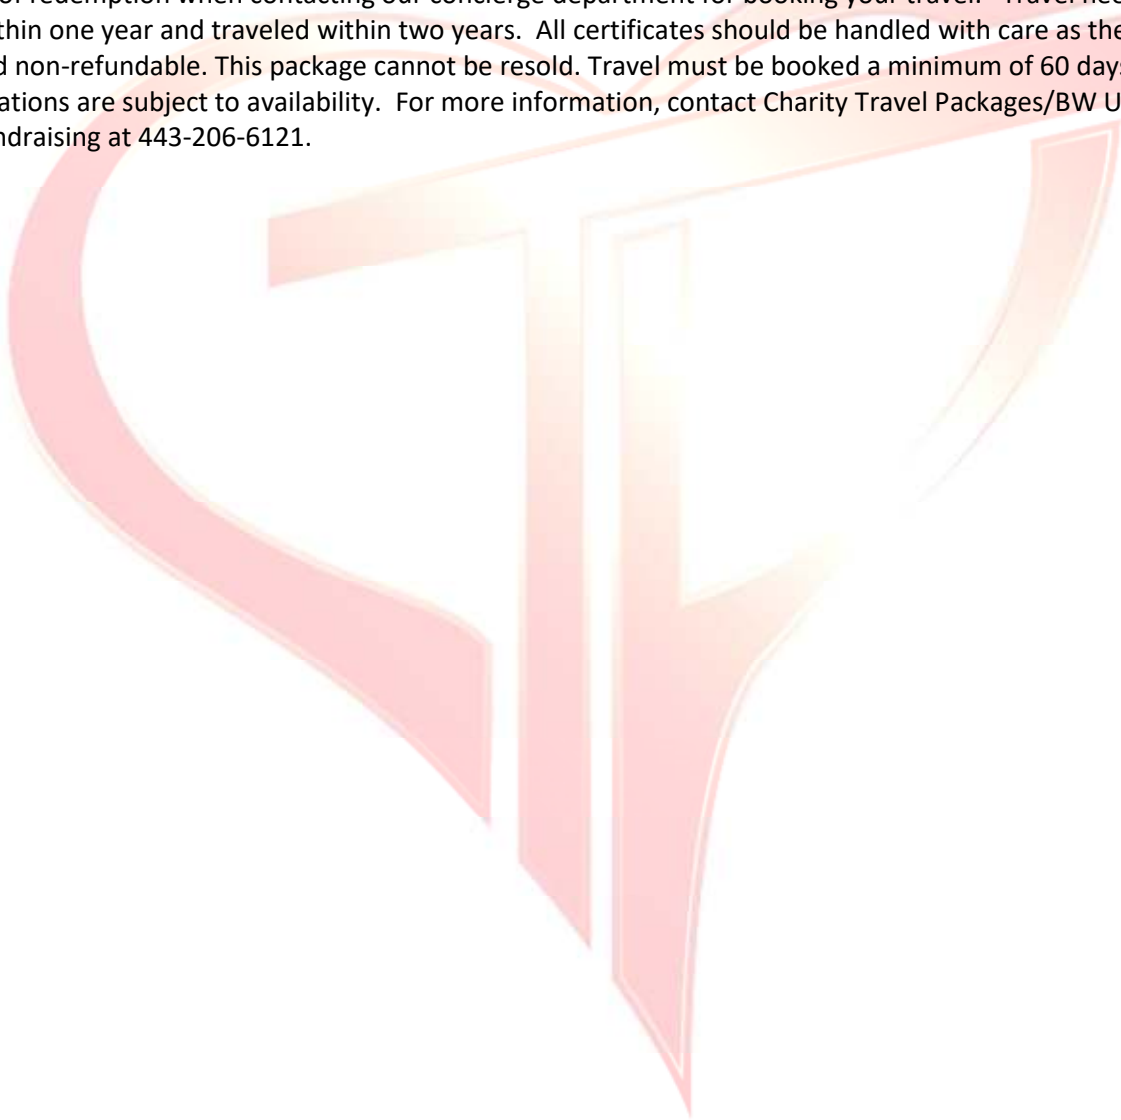 of redemption when contacting our concierge department for booking your travel. Travel
thin one year and traveled within two years. All certificates should be handled with care as
non-refundable. This package cannot be resold. Travel must be booked a minimum of 60 days
ations are subject to availability. For more information, contact Charity Travel Packages/BW U
ndraising at 443-206-6121.